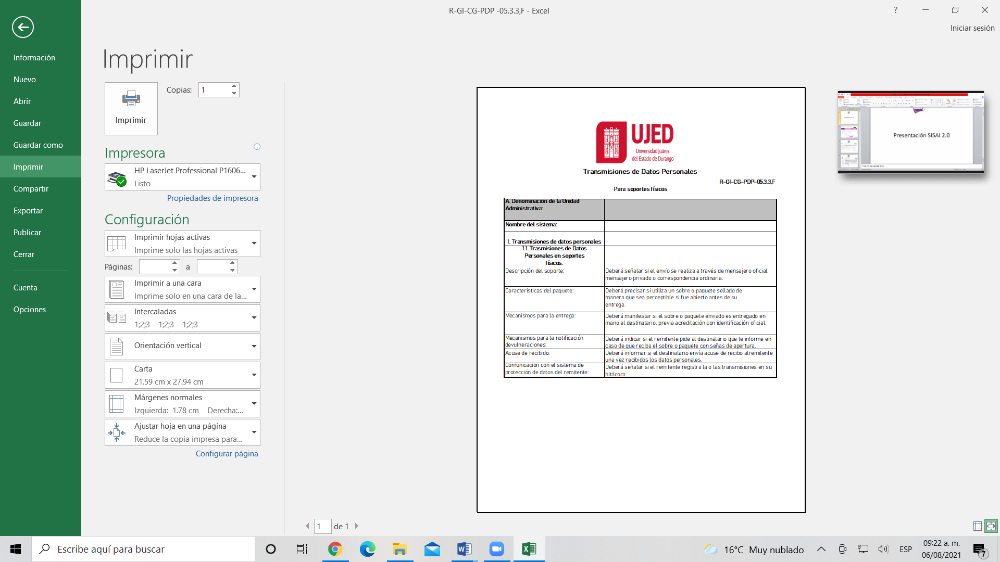 R-GI-CG-PDP -05.3.3,F - Excel
?
Iniciar sesión
Información
Nuevo
Abrir
Guardar
Guardar como
Imprimir
Compartir
Exportar
Publicar
Cerrar
Cuenta
Opciones
Imprimir
Imprimir
Copias: 1
Impresora
HP LaserJet Professional P1606...
Listo
Propiedades de impresora
Configuración
Imprimir hojas activas
Imprime solo las hojas activas
Páginas: a
Imprimir a una cara
Imprime solo en una cara de la...
Intercaladas
1;2;3 1;2;3 1;2;3
Orientación vertical
Carta
21.59 cm x 27.94 cm
Márgenes normales
Izquierda: 1.78 cm Derecha:...
Ajustar hoja en una página
Reduce la copia impresa para...
Configurar página
UJED
Universidad Juárez
del Estado de Durango
Transmisiones de Datos Personales
R-GI-CG-PDP-05.3.3,F
Para soportes físicos
A. Denominación de la Unidad
Administrativa:
Nombre del sistema:
I. Transmisiones de datos personales
1.1. Trasmisiones de Datos
Personales en soportes
físicos.
Descripción del soporte:
Deberá señalar si el envío se realiza a través de mensajero oficial,
mensajero privado o correspondencia ordinaria.
Características del paquete:
Deberá precisar si utiliza un sobre o paquete sellado de
manera que sea perceptible si fue abierto antes de su
entrega.
Mecanismos para la entrega:
Deberá manifestar si el sobre o paquete enviado es entregado en
mano al destinatario, previa acreditación con identificación oficial.
Mecanismos para la notificación
devulneraciones:
Deberá indicar si el remitente pide al destinatario que le informe en
caso de que reciba el sobre o paquete con señas de apertura.
Acuse de recibido:
Deberá informar si el destinatario envía acuse de recibo alremitente
una vez recibidos los datos personales.
Comunicación con el sistema de
protección de datos del remitente:
Deberá señalar si el remitente registra la o las transmisiones en su
bitácora.
Presentación SISAI 2.0
1 de 1
Escribe aquí para buscar
16°C Muy nublado
ESP
09:22 a. m.
06/08/2021
7